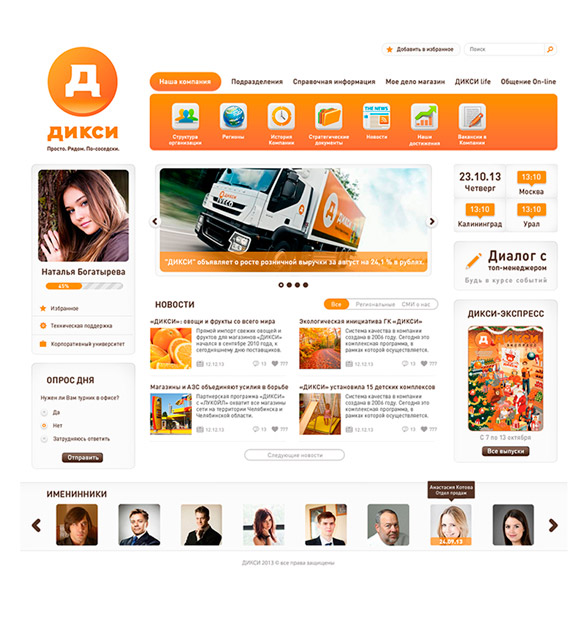 Добавить в избранное
Поиск
Д
ДИКСИ
Просто. Рядом. По-соседски.
Наша компания
Подразделения
Справочная информация
Мое дело магазин
ДИКСИ life
Общение On-line
Структура
организации
Регионы
История
Компании
Стратегические
документы
THE NEWS
Новости
Наши
достижения
Вакансии в
Компании
Наталья Богатырева
45%
Избранное
Техническая поддержка
Корпоративный университет
ДИКСИ
IVECO
"ДИКСИ" объявляет о росте розничной выручки за август на 24,1 % в рублях.
23.10.13
Четверг
13:10
Москва
13:10
Калининград
13:10
Урал
Диалог с
топ-менеджером
Будь в курсе событий
НОВОСТИ
Все
Региональные
СМИ о нас
«ДИКСИ»: овощи и фрукты со всего мира
Прямой импорт свежих овощей и
фруктов для магазинов «ДИКСИ»
начался в сентябре 2010 года, к
сегодняшнему дню поставщиков.
12.12.13
13
777
Экологическая инициатива ГК «ДИКСИ»
Система качества в компании
создана в 2006 году. Сегодня это
комплексная программа, в
рамках которой осуществляется.
12.12.13
13
777
Магазины и АЗС объединяют усилия в борьбе
Партнерская программа «ДИКСИ»
с «ЛУКОЙЛ» охватит все магазины
сети на территории Челябинска и
Челябинской области.
12.12.13
13
777
«ДИКСИ» установила 15 детских комплексов
Система качества в компании
создана в 2006 году. Сегодня это
комплексная программа, в
рамках которой осуществляется.
12.12.13
13
777
Следующие новости
ОПРОС ДНЯ
Нужен ли Вам турник в офисе?
Да
Нет
Затрудняюсь ответить
Отправить
ДИКСИ-ЭКСПРЕСС
С 7 по 13 октября
Все выпуски
ИМЕНИННИКИ
Анастасия Котова
Отдел продаж
24.09.13
ДИКСИ 2013 © все права защищены